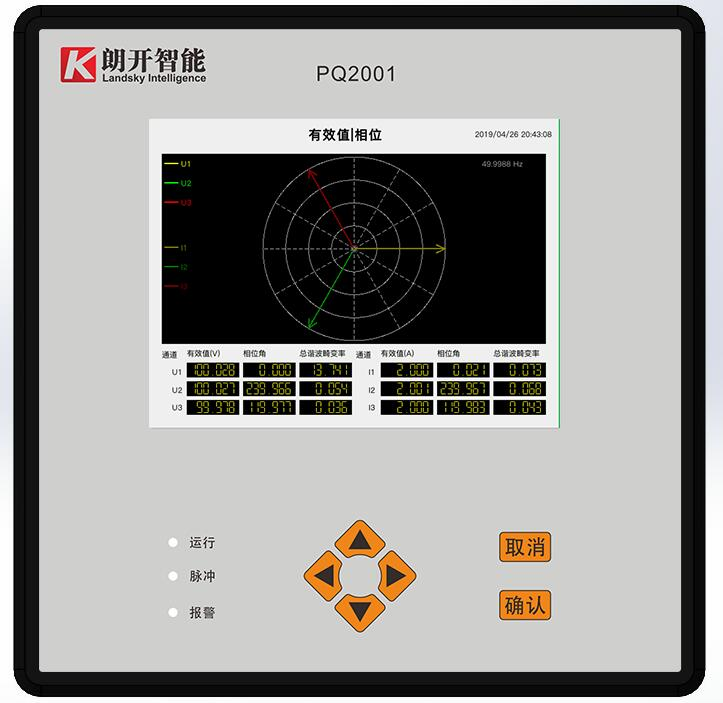 朗开智能
Landsky Intelligence
PQ2001
有效值|相位
2019/04/26 20:43:08
U1
49.9988 Hz
U2
U3
I1
I2
I3
通道 有效值(V) 相位角 总谐波畸变率 通道 有效值(A) 相位角 总谐波畸变率
U1 100.028 0.000 13.741 I1 2.000 0.021 0.073
U2 100.027 239.966 0.054 I2 2.001 239.967 0.068
U3 99.978 119.977 0.036 I3 2.000 119.983 0.043
运行
脉冲
报警
取消
确认